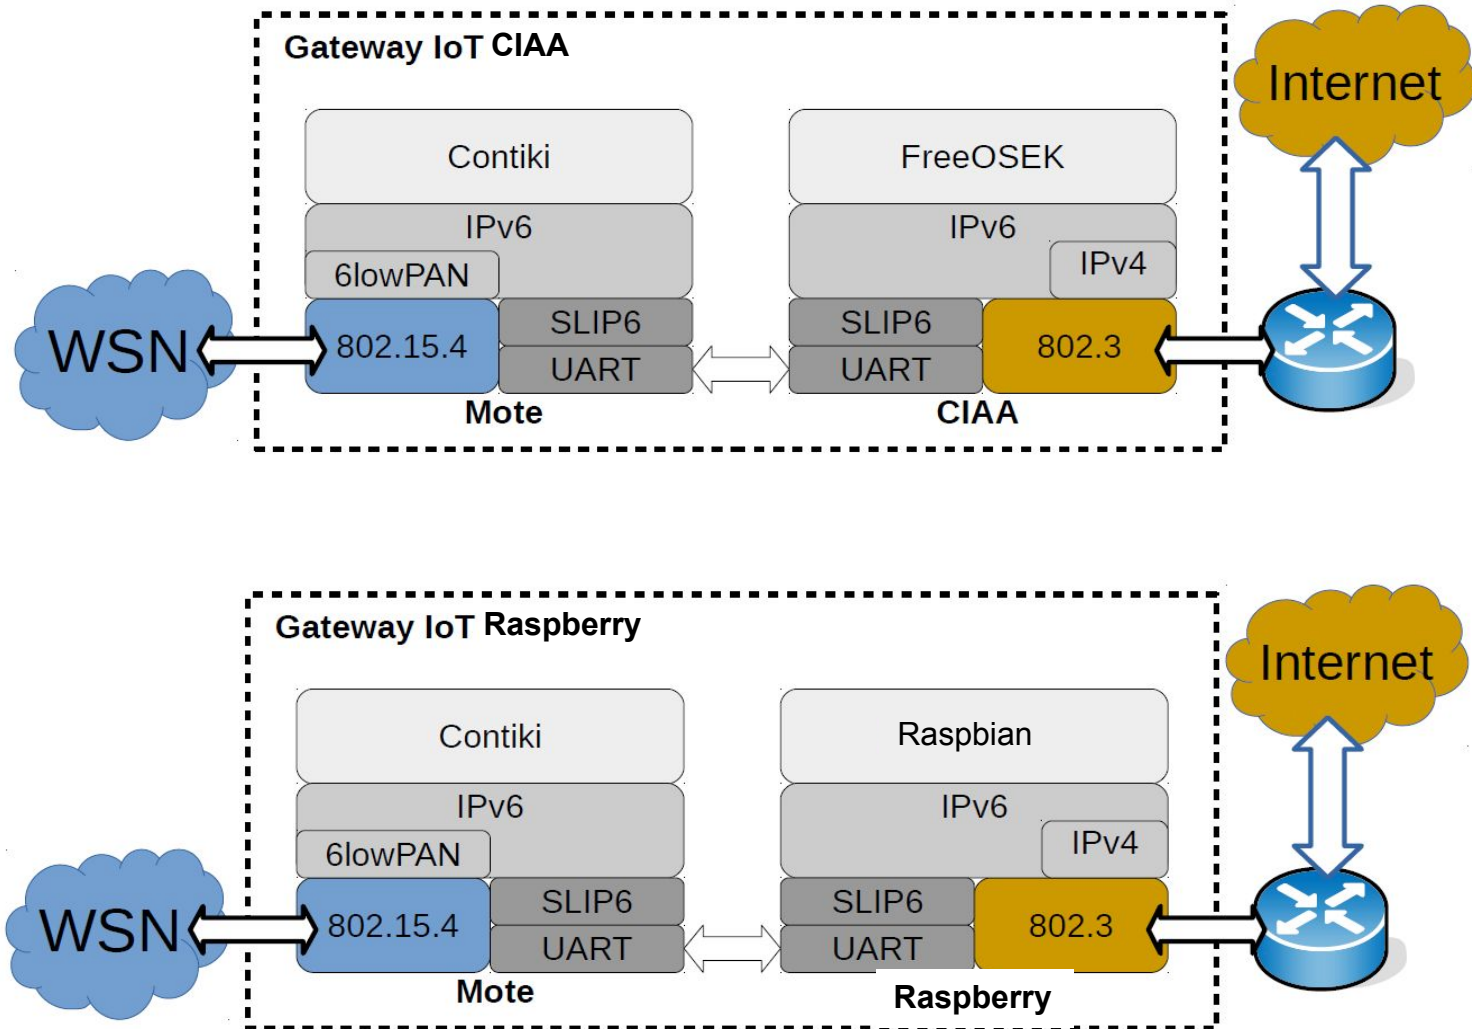 Gateway IoT CIAA
Internet
Contiki
FreeOSEK
IPv6
IPv6
6lowPAN
IPv4
WSN
802.15.4
SLIP6
SLIP6
802.3
UART
UART
Mote
CIAA
Gateway IoT Raspberry
Internet
Contiki
Raspbian
IPv6
IPv6
6lowPAN
IPv4
WSN
802.15.4
SLIP6
SLIP6
802.3
UART
UART
Mote
Raspberry